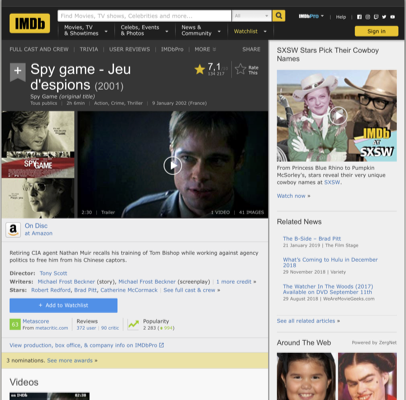 IMDb
Find Movies, TV shows, Celebrities and more...
All
IMDbPro
Help
Movies, TV
& Showtimes
Celebs, Events
& Photos
News &
Community
Watchlist
Sign in
FULL CAST AND CREW | TRIVIA | USER REVIEWS | IMDbPro | MORE
SHARE
Spy game - Jeu
d'espions (2001)
Spy Game (original title)
Tous publics | 2h 6min | Action, Crime, Thriller | 9 January 2002 (France)
7,1
Rate
This
SPY GAME
2:30 | Trailer
1 VIDEO | 41 IMAGES
On Disc
at Amazon
Retiring CIA agent Nathan Muir recalls his training of Tom Bishop while working against agency
politics to free him from his Chinese captors.
Director: Tony Scott
Writers: Michael Frost Beckner (story), Michael Frost Beckner (screenplay) | 1 more credit »
Stars: Robert Redford, Brad Pitt, Catherine McCormack | See full cast & crew »
+ Add to Watchlist
63
Metascore
From metacritic.com
Reviews
372 user | 90 critic
Popularity
View production, box office, & company info on IMDbPro
3 nominations. See more awards »
Videos
SXSW Stars Pick Their Cowboy
Names
IMDb
AT
SXSW
From Princess Blue Rhino to Pumpkin
McSorley's, stars reveal their very unique
cowboy names at SXSW.
Watch now »
Related News
The B-Side – Brad Pitt
21 January 2019 | The Film Stage
What's Coming to Hulu in December
2018
29 November 2018 | Variety
The Watcher In The Woods (2017)
Available on DVD September 11th
29 August 2018 | WeAreMovieGeeks.com
See all related articles »
Around The Web
Powered by ZergNet